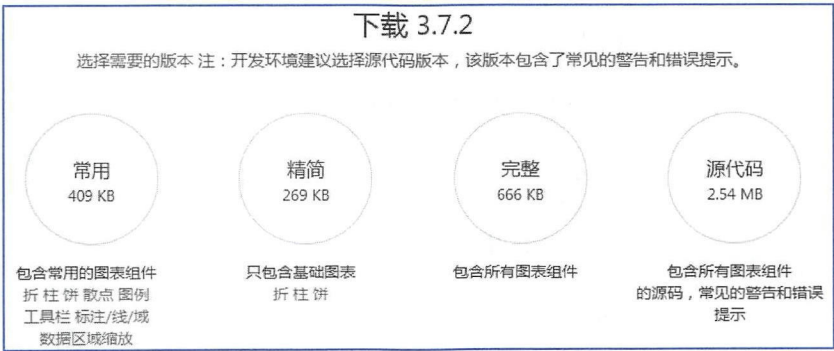 下载 3.7.2
选择需要的版本 注：开发环境建议选择源代码版本，该版本包含了常见的警告和错误提示。
常用
409 KB
精简
269 KB
完整
666 KB
源代码
2.54 MB
包含常用的图表组件
折 柱 饼 散点 图例
工具栏 标注/线/域
数据区域缩放
只包含基础图表
折 柱 饼
包含所有图表组件
包含所有图表组件
的源码，常见的警告和错误
提示